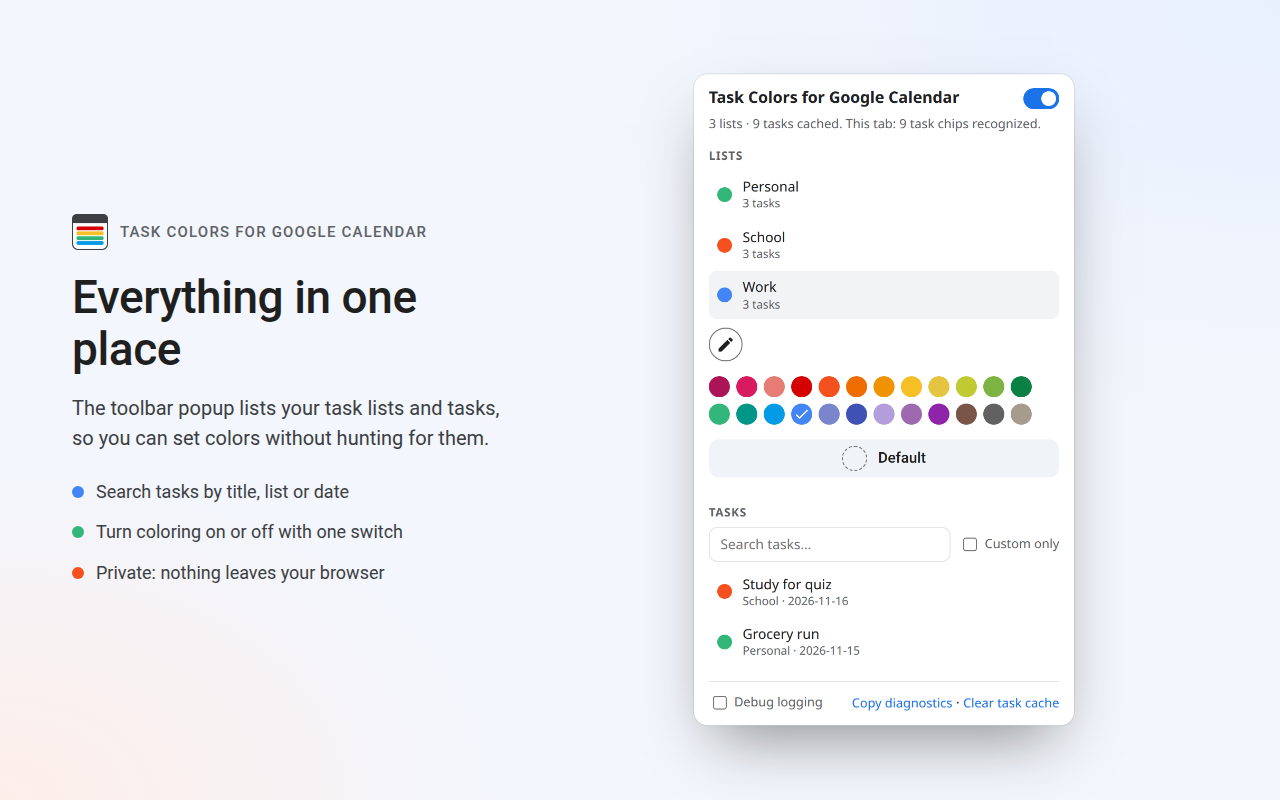 TASK COLORS FOR GOOGLE CALENDAR
Everything in one
place
The toolbar popup lists your task lists and tasks,
so you can set colors without hunting for them.
Search tasks by title, list or date
Turn coloring on or off with one switch
Private: nothing leaves your browser
Task Colors for Google Calendar
3 lists · 9 tasks cached. This tab: 9 task chips recognized.
LISTS
Personal
3 tasks
School
3 tasks
Work
3 tasks
Default
TASKS
Search tasks...
Custom only
Study for quiz
School · 2026-11-16
Grocery run
Personal · 2026-11-15
Debug logging
Copy diagnostics · Clear task cache